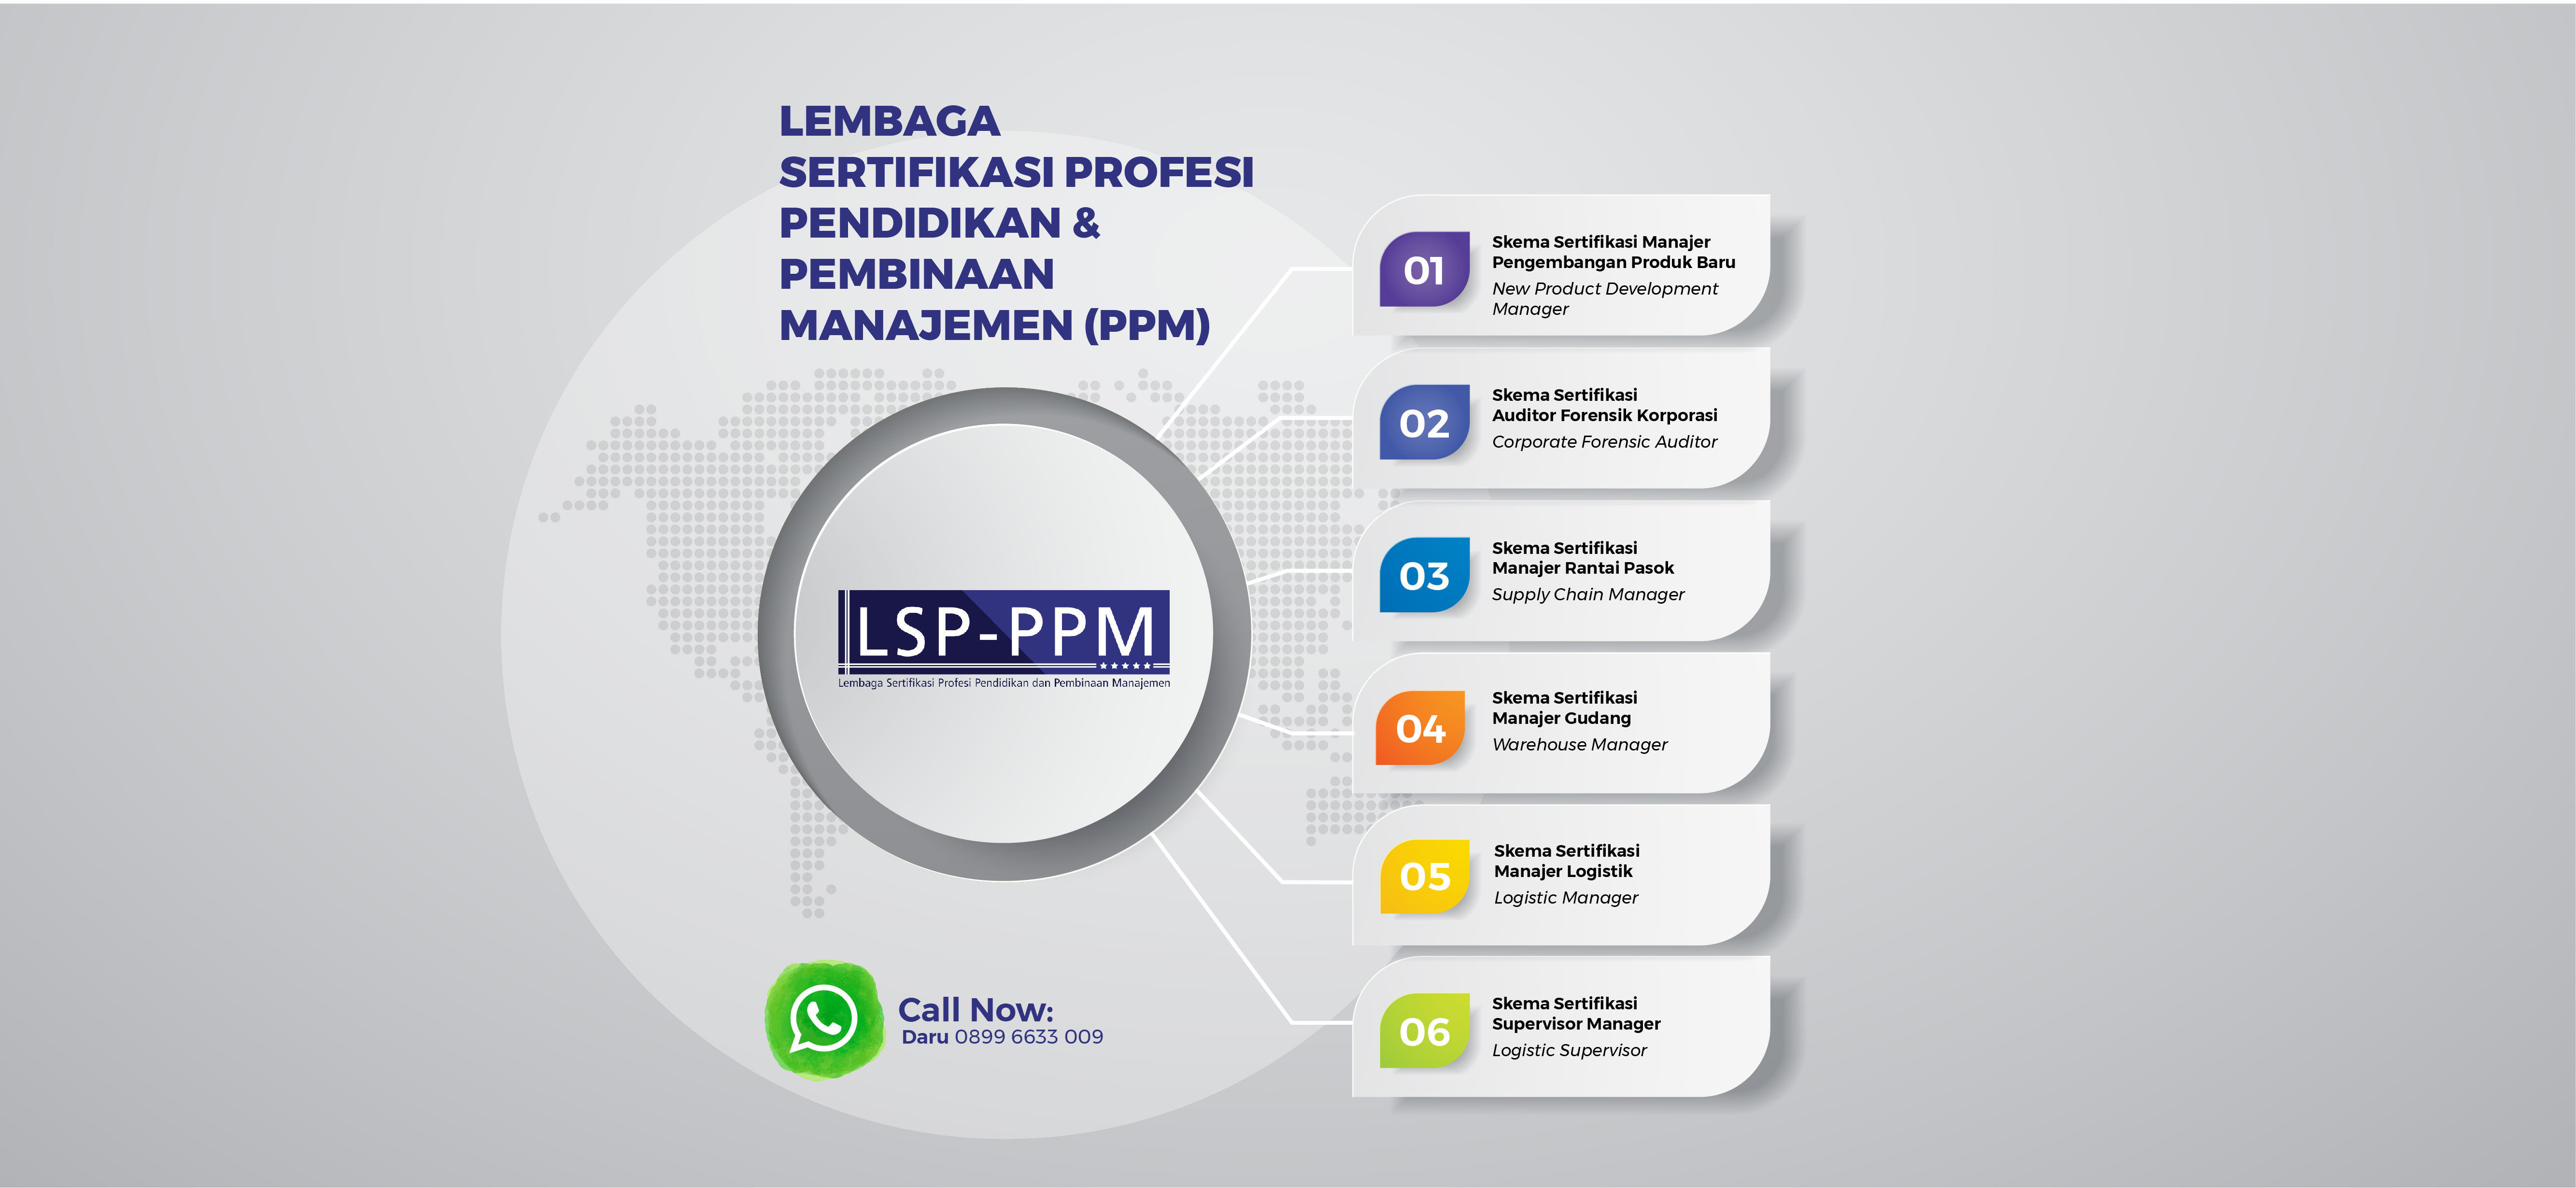 LEMBAGA
SERTIFIKASI PROFESI
PENDIDIKAN &
PEMBINAAN
MANAJEMEN (PPM)
LSP-PPM
Lembaga Sertifikasi Profesi Pendidikan dan Pembinaan Manajemen
Call Now:
Daru 0899 6633 009
01
Skema Sertifikasi Manajer
Pengembangan Produk Baru
New Product Development
Manager
02
Skema Sertifikasi
Auditor Forensik Korporasi
Corporate Forensic Auditor
03
Skema Sertifikasi
Manajer Rantai Pasok
Supply Chain Manager
04
Skema Sertifikasi
Manajer Gudang
Warehouse Manager
05
Skema Sertifikasi
Manajer Logistik
Logistic Manager
06
Skema Sertifikasi
Supervisor Manager
Logistic Supervisor